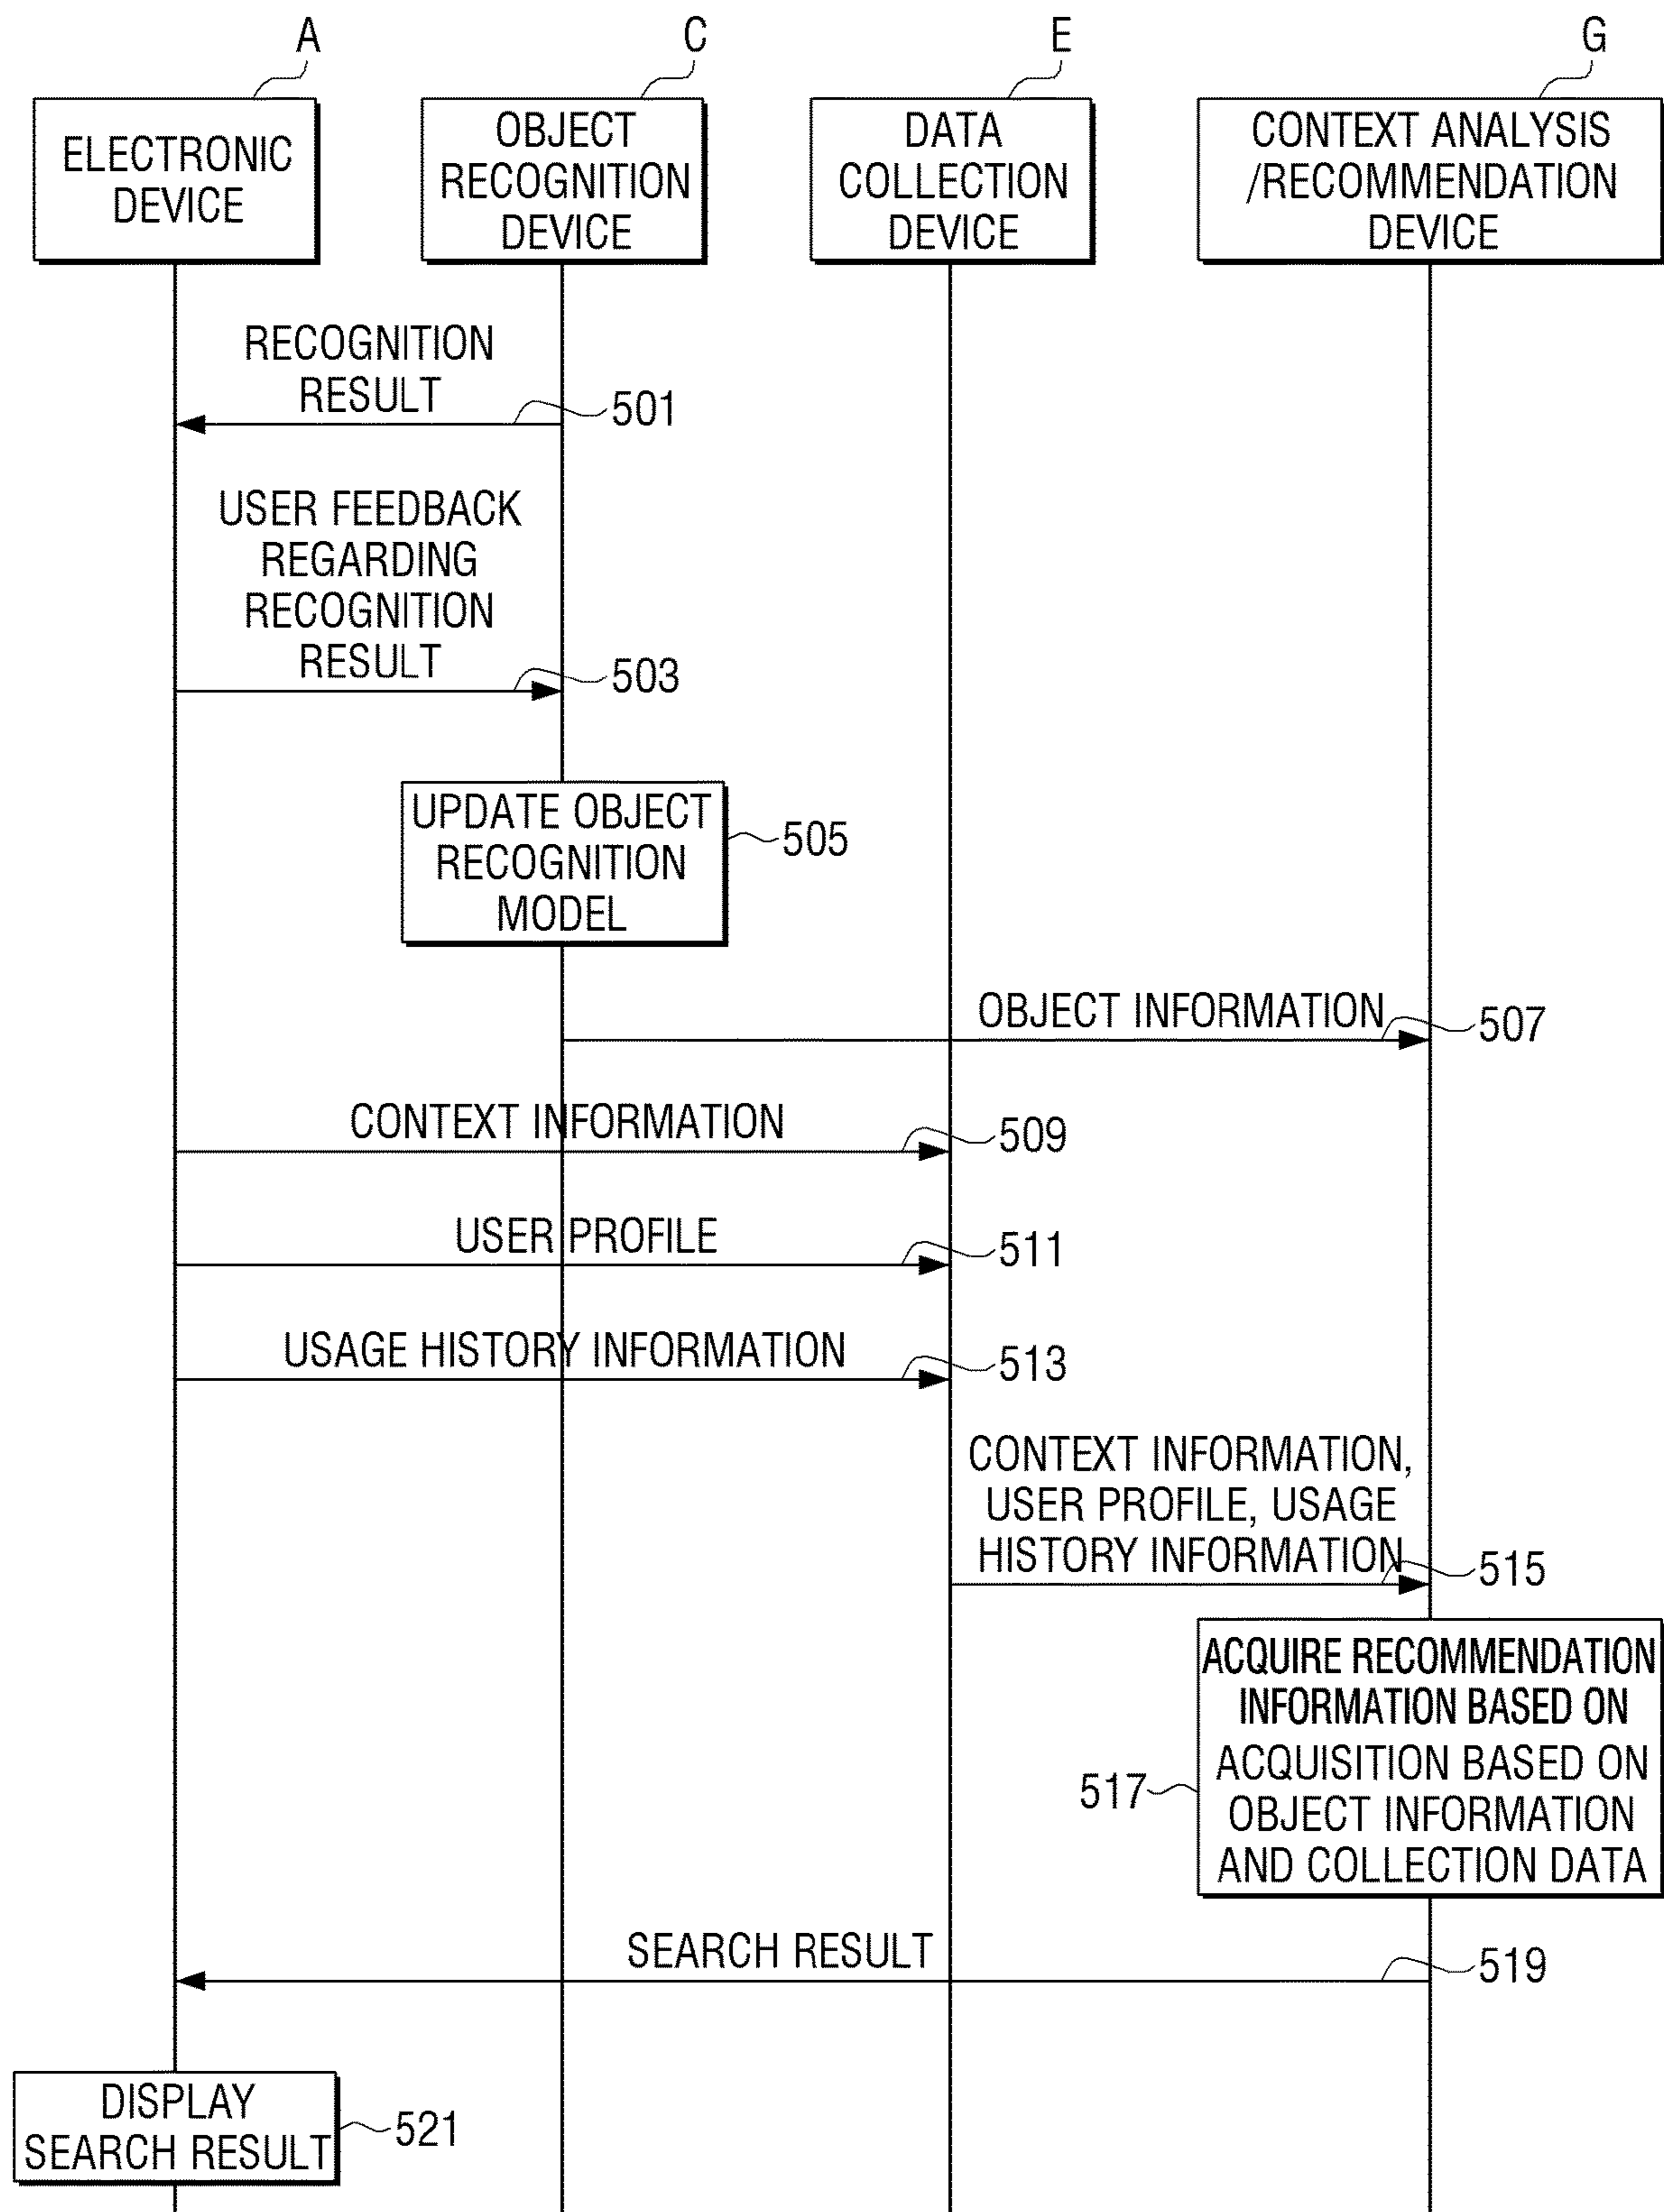 A
C
E
G
ELECTRONIC
DEVICE
OBJECT
RECOGNITION
DEVICE
DATA
COLLECTION
DEVICE
CONTEXT ANALYSIS
/RECOMMENDATION
DEVICE
RECOGNITION
RESULT
501
USER FEEDBACK
REGARDING
RECOGNITION
RESULT
503
UPDATE OBJECT
RECOGNITION
MODEL
505
OBJECT INFORMATION
507
CONTEXT INFORMATION
509
USER PROFILE
511
USAGE HISTORY INFORMATION
513
CONTEXT INFORMATION,
USER PROFILE, USAGE
HISTORY INFORMATION
515
ACQUIRE RECOMMENDATION
INFORMATION BASED ON
ACQUISITION BASED ON
OBJECT INFORMATION
AND COLLECTION DATA
517
SEARCH RESULT
519
DISPLAY
SEARCH RESULT
521